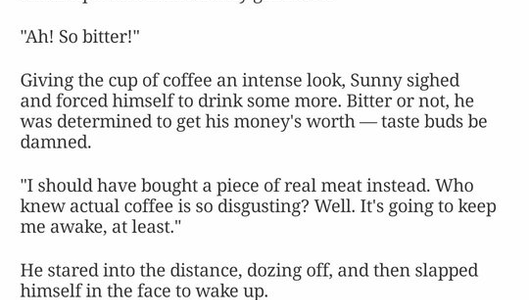 "Ah! So bitter!"
Giving the cup of coffee an intense look, Sunny sighed
and forced himself to drink some more. Bitter or not, he
was determined to get his money's worth — taste buds be
damned.
"I should have bought a piece of real meat instead. Who
knew actual coffee is so disgusting? Well. It's going to keep
me awake, at least."
He stared into the distance, dozing off, and then slapped
himself in the face to wake up.